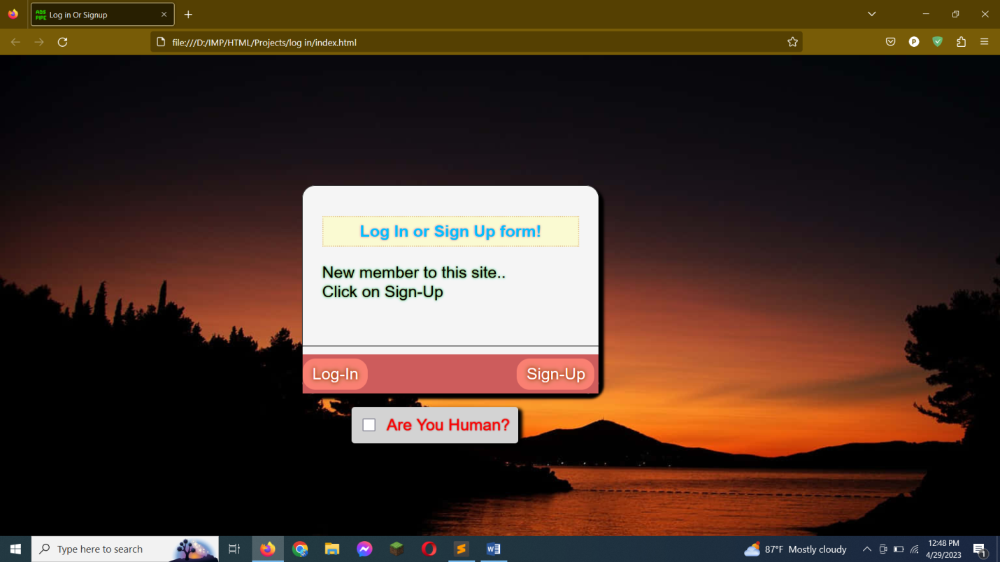 ADS
PIPE
Log in Or Signup
file:///D:/IMP/HTML/Projects/log in/index.html
P
Log In or Sign Up form!
New member to this site..
Click on Sign-Up
Log-In
Sign-Up
Are You Human?
Type here to search
87°F Mostly cloudy
12:48 PM
4/29/2023
1